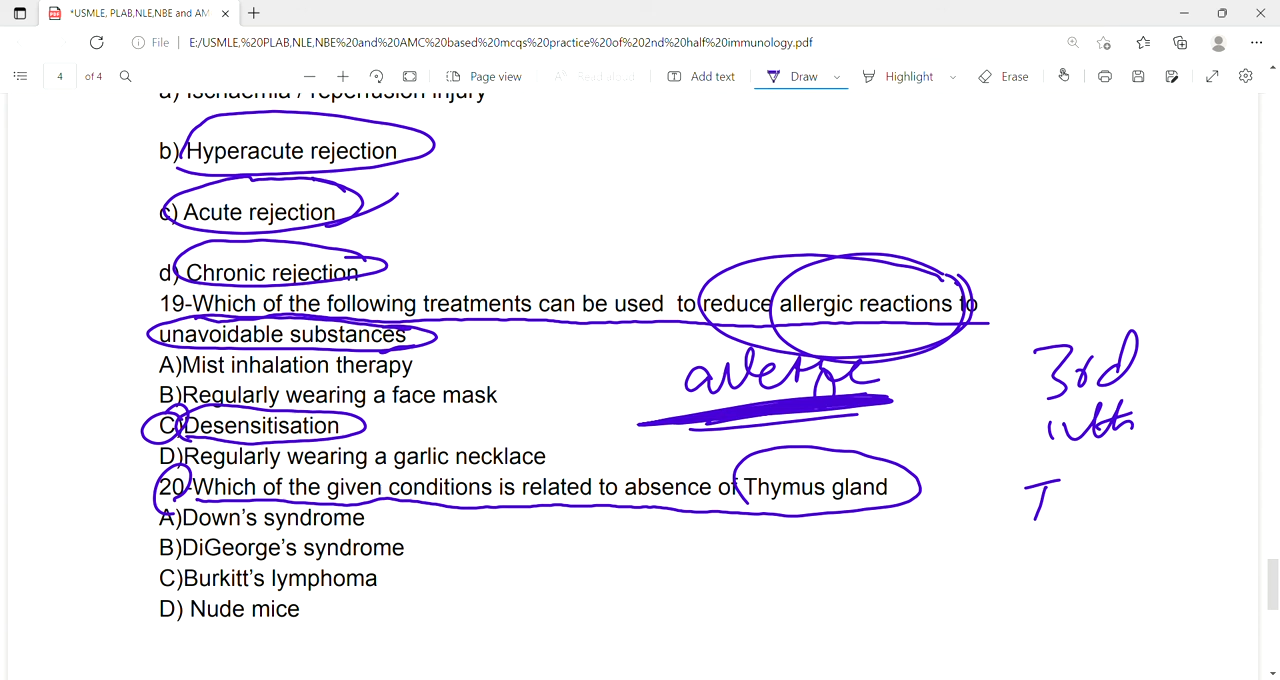 *USMLE, PLAB,NLE,NBE and AM
File E:/USMLE,%20PLAB,NLE,NBE%20and%20AMC%20based%20mcqs%20practice%20of%202nd%20half%20immunology.pdf
4 of 4 Page view Read aloud Add text Draw Highlight Erase
a) Ischaemia / reperfusion injury
b) Hyperacute rejection
c) Acute rejection
d) Chronic rejection
19-Which of the following treatments can be used to reduce allergic reactions to
unavoidable substances
A)Mist inhalation therapy
B)Regularly wearing a face mask
C)Desensitisation
D)Regularly wearing a garlic necklace
20-Which of the given conditions is related to absence of Thymus gland
A)Down's syndrome
B)DiGeorge's syndrome
C)Burkitt's lymphoma
D) Nude mice
3rd
T